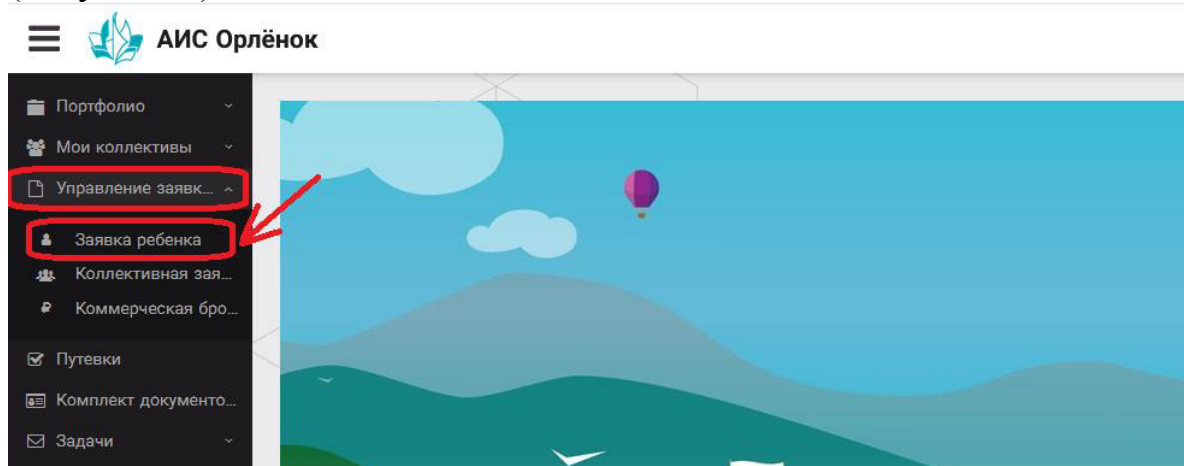 АИС Орлёнок
Портфолио
Мои коллективы
Управление заявк...
Заявка ребенка
Коллективная зая...
Коммерческая бро...
Путевки
Комплект документо...
Задачи